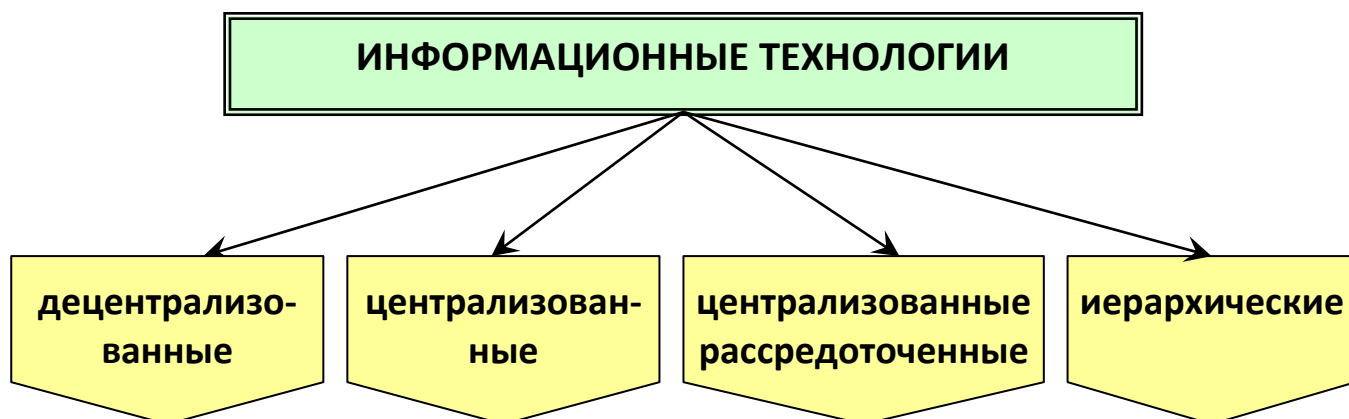 ИНФОРМАЦИОННЫЕ ТЕХНОЛОГИИ
децентрализо-
ванные
централизован-
ные
централизованные
рассредоточенные
иерархические